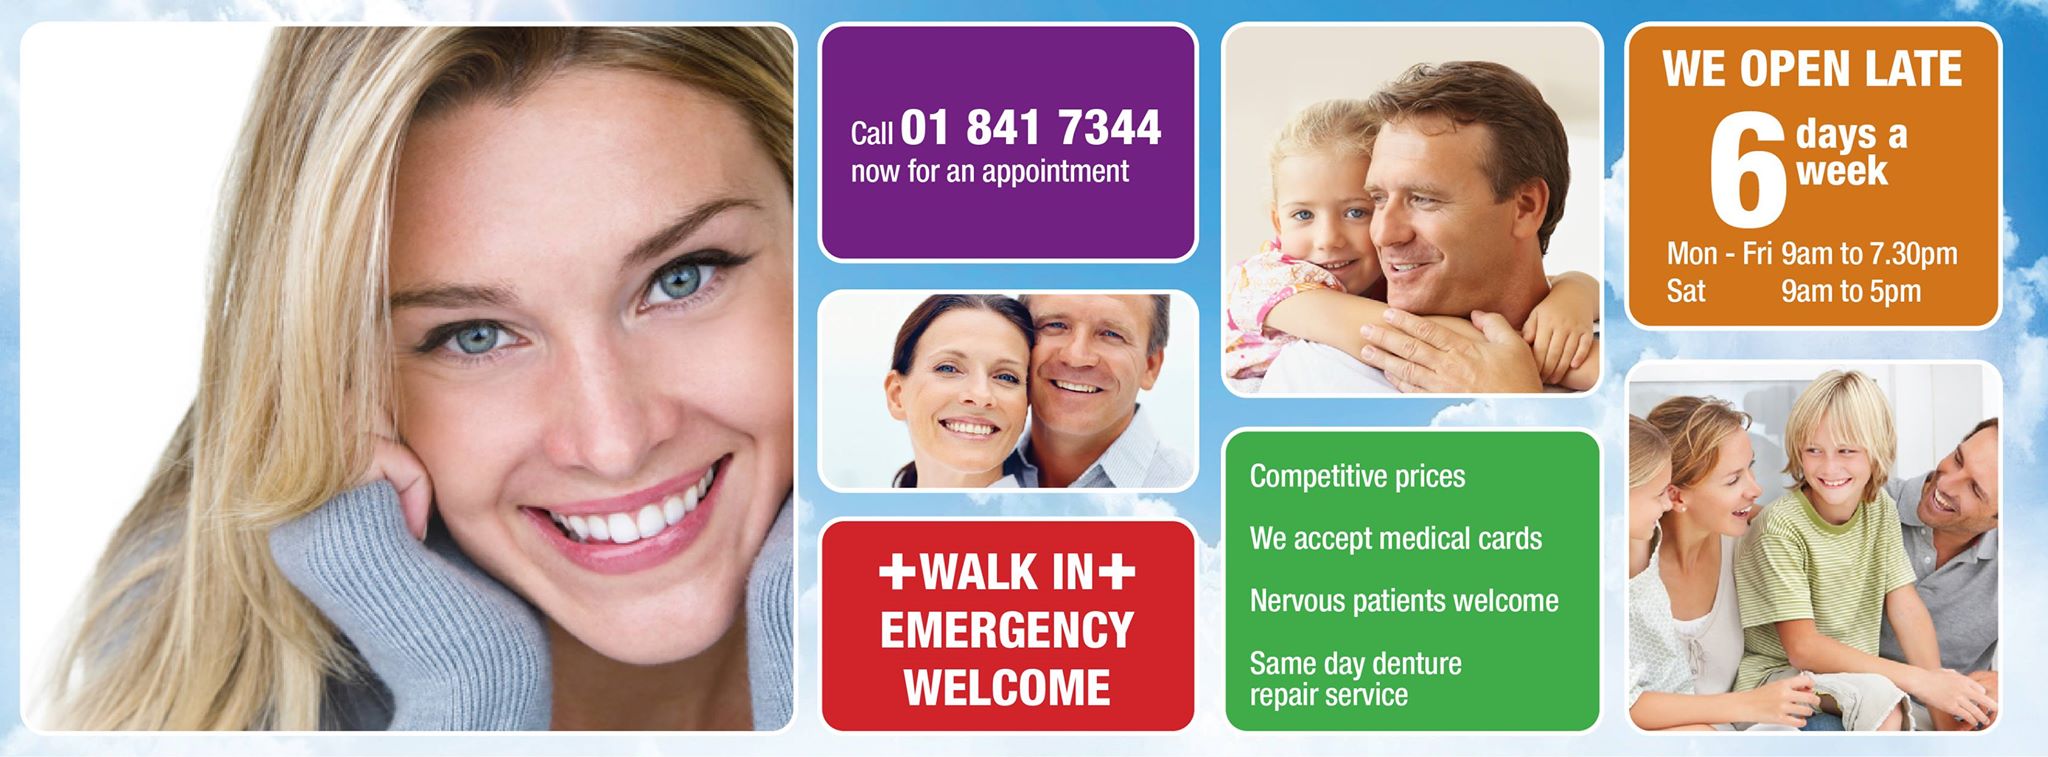 Call 01 841 7344
now for an appointment
+WALK IN+
EMERGENCY
WELCOME
Competitive prices
We accept medical cards
Nervous patients welcome
Same day denture
repair service
WE OPEN LATE
6 days a
week
Mon - Fri 9am to 7.30pm
Sat 9am to 5pm